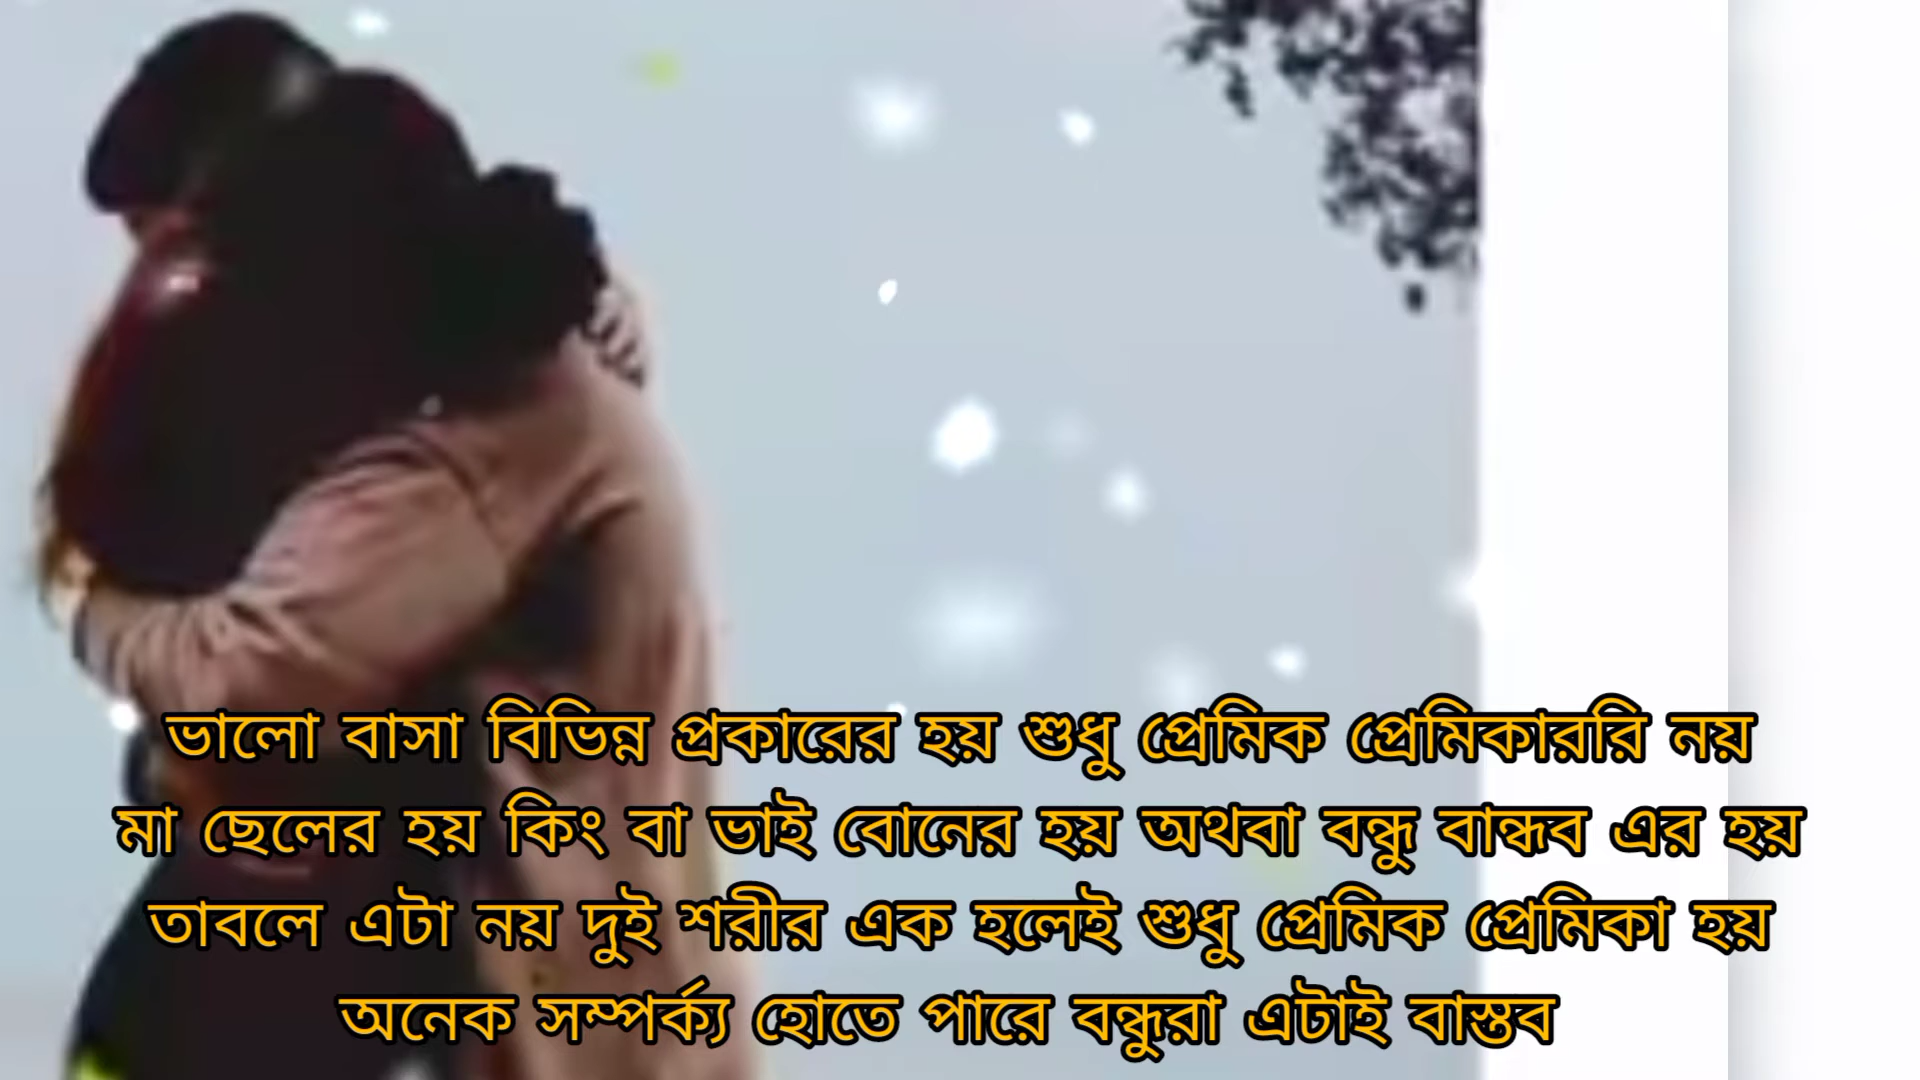 ভালো বাসা বিভিন্ন প্রকারের হয় শুধু প্রেমিক প্রেমিকাররি নয়
মা ছেলের হয় কিং বা ভাই বোনের হয় অথবা বন্ধু বান্ধব এর হয়
তাবলে এটা নয় দুই শরীর এক হলেই শুধু প্রেমিক প্রেমিকা হয়
অনেক সম্পর্ক্য হোতে পারে বন্ধুরা এটাই বাস্তব